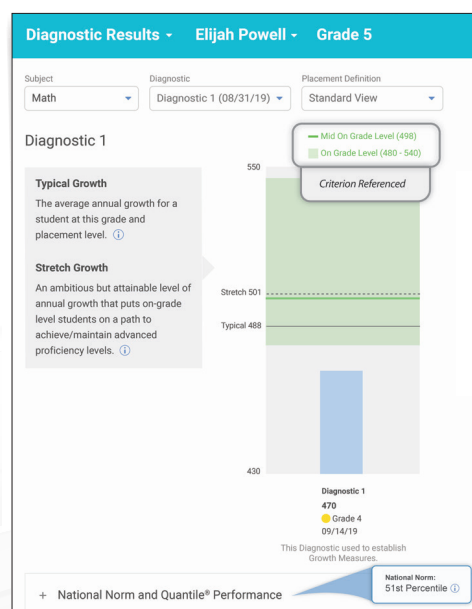 Diagnostic Results Elijah Powell Grade 5
Subject
Math
Diagnostic
Diagnostic 1 (08/31/19)
Placement Definition
Standard View
Diagnostic 1
Mid On Grade Level (498)
On Grade Level (480 - 540)
Criterion Referenced
Typical Growth
The average annual growth for a
student at this grade and
placement level.
Stretch Growth
An ambitious but attainable level of
annual growth that puts on-grade
level students on a path to
achieve/maintain advanced
proficiency levels.
550
Stretch 501
Typical 488
430
Diagnostic 1
470
Grade 4
09/14/19
This Diagnostic used to establish
Growth Measures.
+ National Norm and Quantile® Performance
National Norm:
51st Percentile